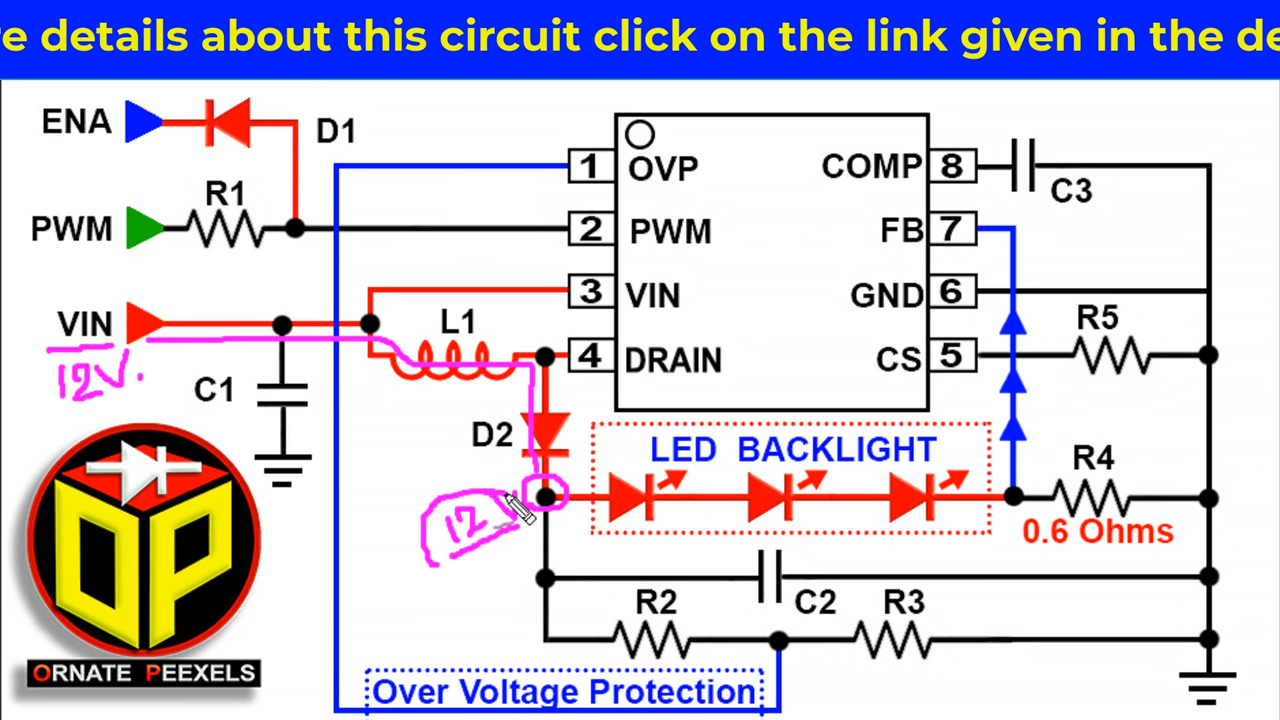 re details about this circuit click on the link given in the de
ENA
D1
R1
PWM
VIN
12V.
C1
L1
D2
12
1 OVP
2 PWM
3 VIN
4 DRAIN
COMP 8
FB 7
GND 6
CS 5
C3
R5
R4
0.6 Ohms
LED BACKLIGHT
C2
R2
R3
Over Voltage Protection
OP
ORNATE PEEXELS